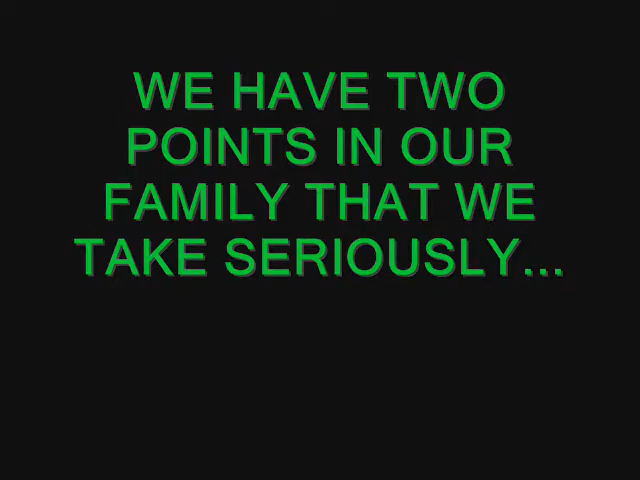 WE HAVE TWO
POINTS IN OUR
FAMILY THAT WE
TAKE SERIOUSLY...